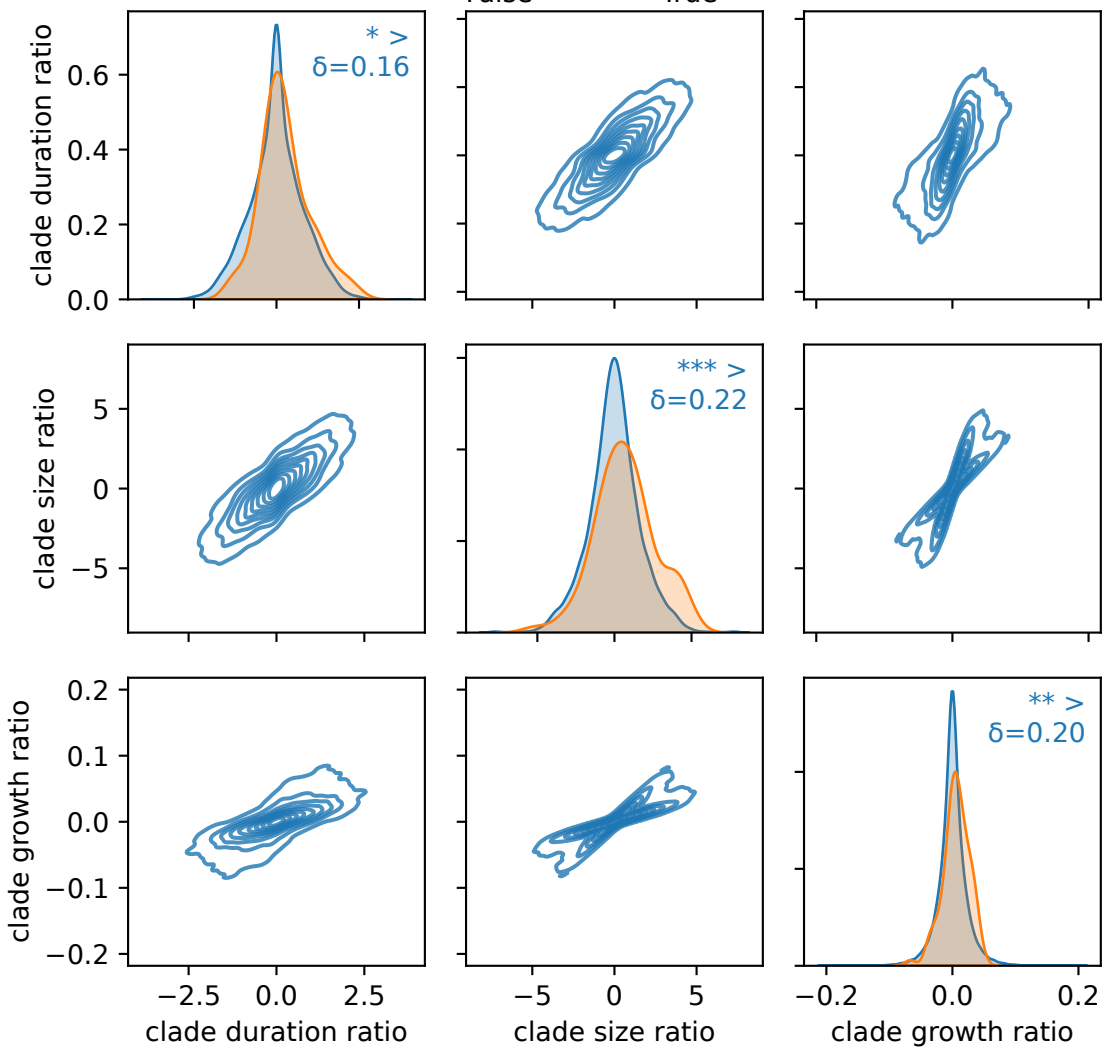 False True
clade duration ratio
0.6
0.4
0.2
0.0
* >
δ=0.16
clade size ratio
5
0
−5
*** >
δ=0.22
clade growth ratio
0.2
0.1
0.0
−0.1
−0.2
** >
δ=0.20
−2.5 0.0 2.5
−5 0 5
−0.2 0.0 0.2
clade duration ratio
clade size ratio
clade growth ratio